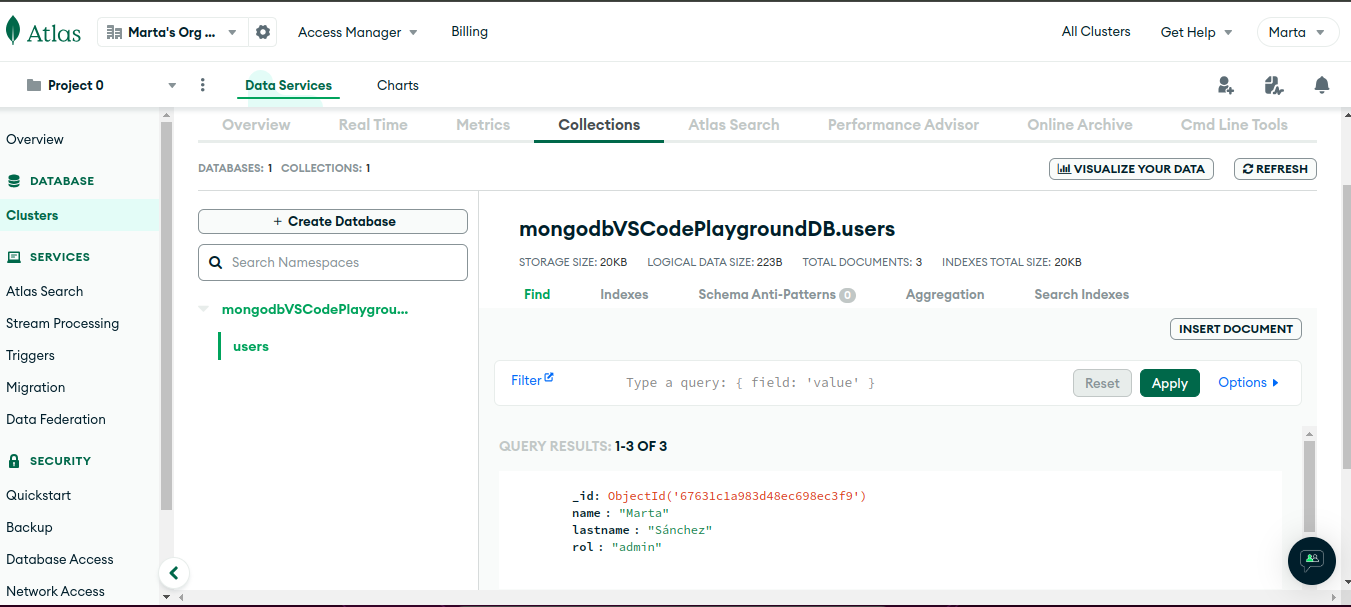 Atlas
Marta's Org ...
Access Manager
Billing
All Clusters
Get Help
Marta
Project 0
Data Services
Charts
Overview
DATABASE
Clusters
SERVICES
Atlas Search
Stream Processing
Triggers
Migration
Data Federation
SECURITY
Quickstart
Backup
Database Access
Network Access
Overview
Real Time
Metrics
Collections
Atlas Search
Performance Advisor
Online Archive
Cmd Line Tools
DATABASES: 1 COLLECTIONS: 1
VISUALIZE YOUR DATA
REFRESH
+ Create Database
Search Namespaces
mongodbVSCodePlaygrou...
users
mongodbVSCodePlaygroundDB.users
STORAGE SIZE: 20KB LOGICAL DATA SIZE: 223B TOTAL DOCUMENTS: 3 INDEXES TOTAL SIZE: 20KB
Find
Indexes
Schema Anti-Patterns 0
Aggregation
Search Indexes
INSERT DOCUMENT
Filter
Type a query: { field: 'value' }
Reset
Apply
Options
QUERY RESULTS: 1-3 OF 3
_id: ObjectId('67631c1a983d48ec698ec3f9')
name : "Marta"
lastname : "Sánchez"
rol : "admin"